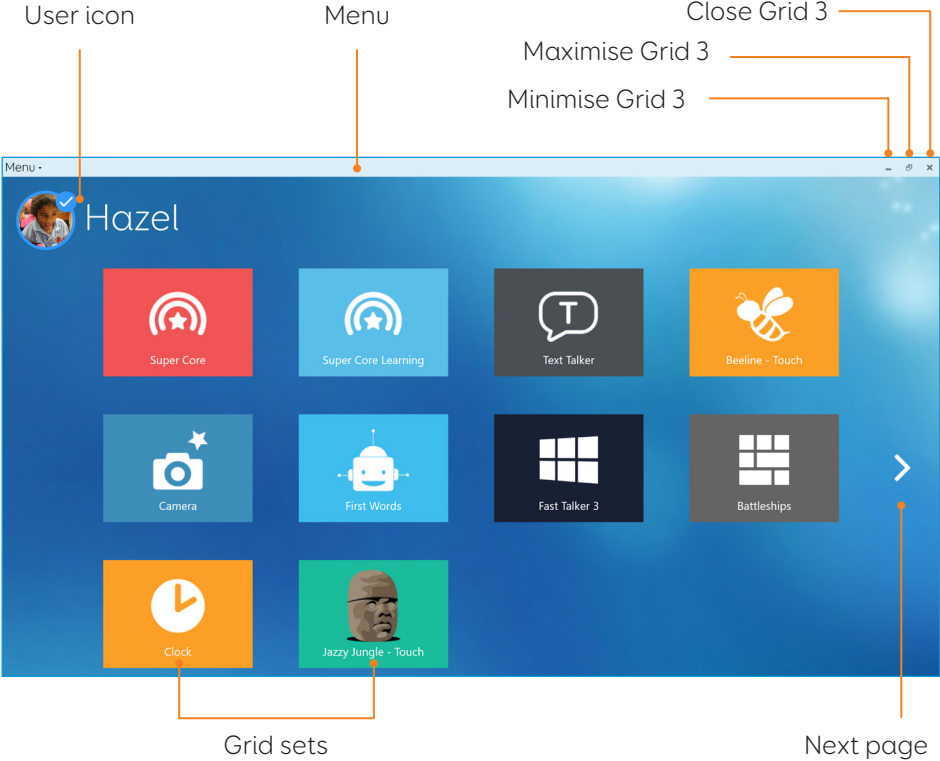 User icon
Menu
Close Grid 3
Maximise Grid 3
Minimise Grid 3
Menu
Hazel
Super Core
Super Core Learning
T
Text Talker
Beeline - Touch
Camera
First Words
Fast Talker 3
Battleships
Clock
Jazzy Jungle - Touch
Grid sets
Next page